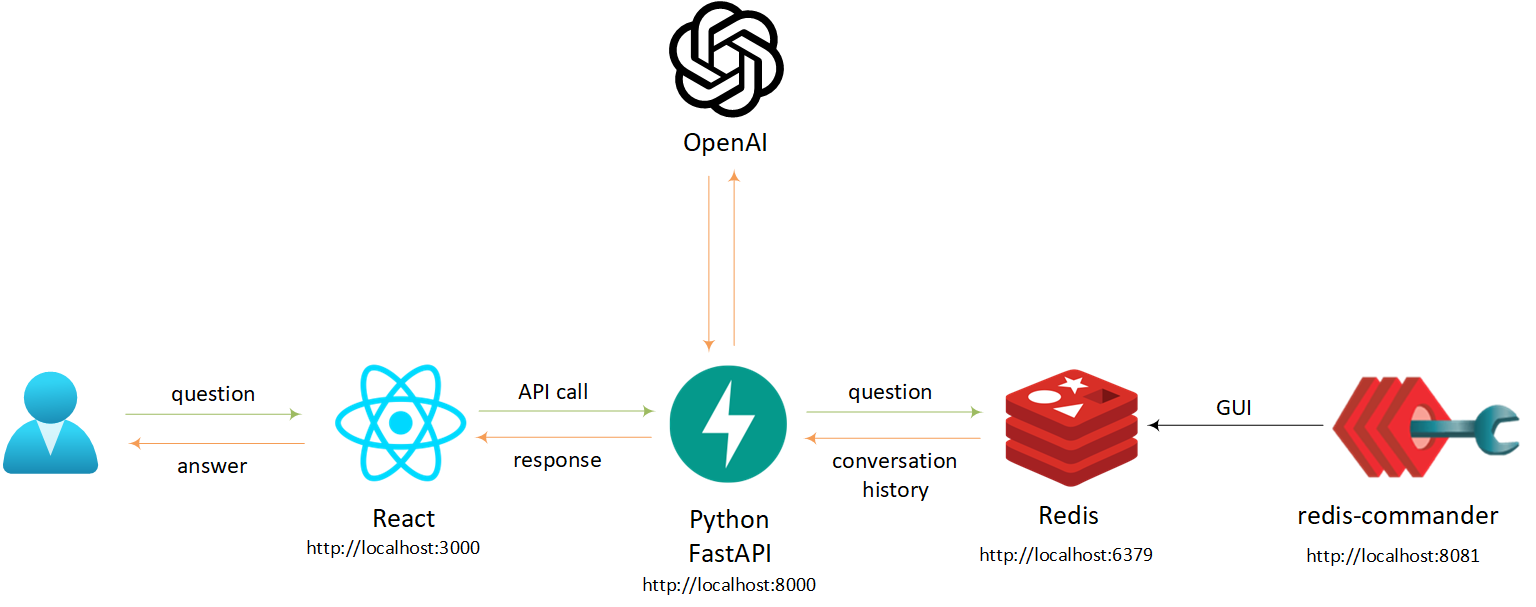 OpenAI
question
answer
React
http://localhost:3000
API call
response
Python
FastAPI
http://localhost:8000
question
conversation
history
Redis
http://localhost:6379
GUI
redis-commander
http://localhost:8081